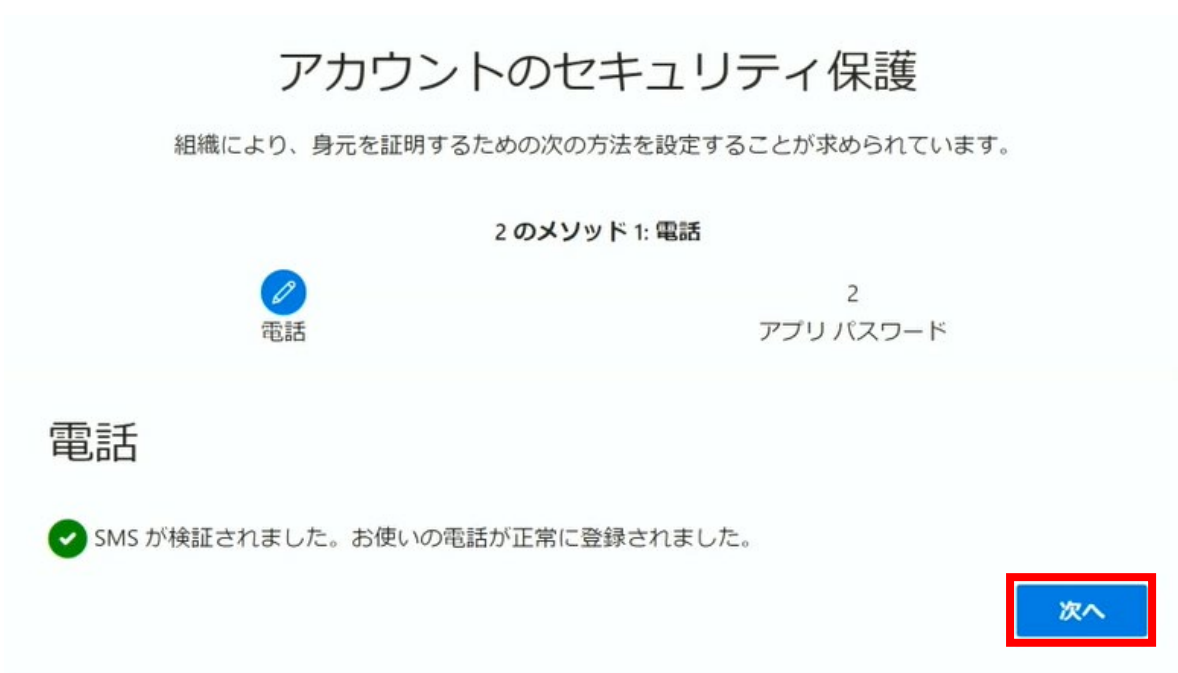 アカウントのセキュリティ保護
組織により、身元を証明するための次の方法を設定することが求められています。
2 のメソッド 1: 電話
電話
2
アプリ パスワード
電話
SMS が検証されました。お使いの電話が正常に登録されました。
次へ